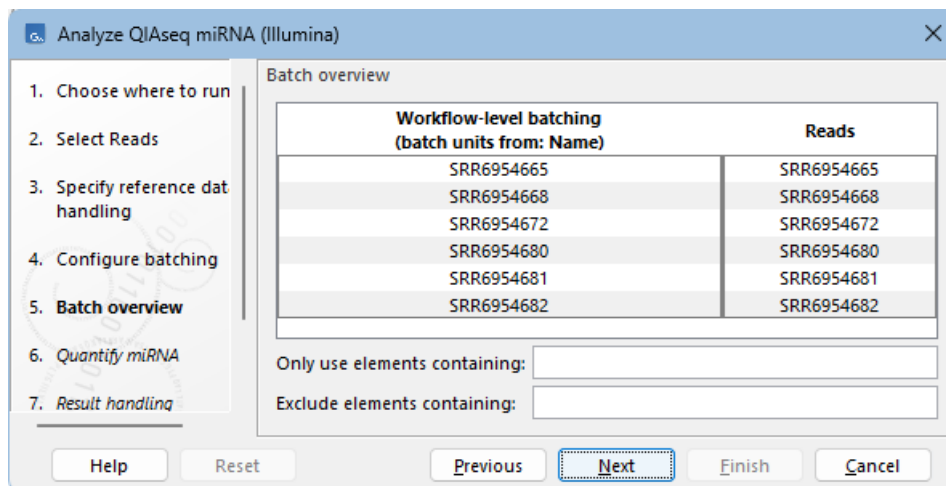 Analyze QIAseq miRNA (Illumina)
1. Choose where to run
2. Select Reads
3. Specify reference data
handling
4. Configure batching
5. Batch overview
6. Quantify miRNA
7. Result handling
Batch overview
Workflow-level batching
(batch units from: Name)
Reads
SRR6954665 SRR6954665
SRR6954668 SRR6954668
SRR6954672 SRR6954672
SRR6954680 SRR6954680
SRR6954681 SRR6954681
SRR6954682 SRR6954682
Only use elements containing:
Exclude elements containing:
Help Reset Previous Next Finish Cancel